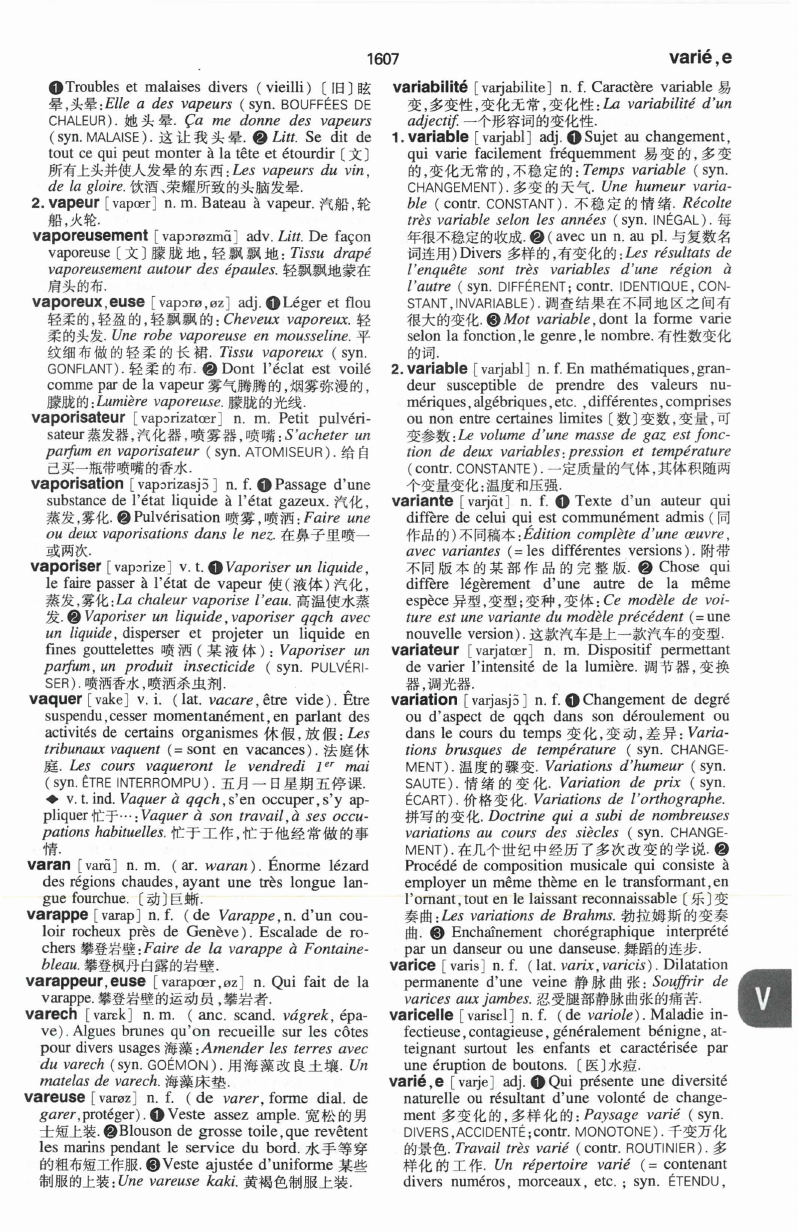 1607
varié,e
❶Troubles et malaises divers (vieilli) 〔旧〕眩
晕,头晕:Elle a des vapeurs (syn. BOUFFÉES DE
CHALEUR). 她头晕. Ça me donne des vapeurs
(syn. MALAISE). 这让我头晕. ❷ Litt. Se dit de
tout ce qui peut monter à la tête et étourdir〔文〕
所有上头并使人发晕的东西:Les vapeurs du vin,
de la gloire. 饮酒、荣耀所致的头脑发晕.
2. vapeur [vapœr] n. m. Bateau à vapeur. 汽船,轮
船,火轮.
vaporeusement [vapɔrøzmɑ̃] adv. Litt. De façon
vaporeuse〔文〕朦胧地,轻飘飘地: Tissu drapé
vaporeusement autour des épaules. 轻飘飘地蒙在
肩头的布.
vaporeux,euse [vapɔrø,øz] adj. ❶Léger et flou
轻柔的,轻盈的,轻飘飘的:Cheveux vaporeux. 轻
柔的头发. Une robe vaporeuse en mousseline. 平
纹细布做的轻柔的长裙. Tissu vaporeux (syn.
GONFLANT). 轻柔的布. ❷ Dont l'éclat est voilé
comme par de la vapeur 雾气腾腾的,烟雾弥漫的,
朦胧的:Lumière vaporeuse. 朦胧的光线.
vaporisateur [vapɔrizatœr] n. m. Petit pulvéri-
sateur 蒸发器,汽化器,喷雾器,喷嘴:S'acheter un
parfum en vaporisateur (syn. ATOMISEUR). 给自
己买一瓶带喷嘴的香水.
vaporisation [vapɔrizasjɔ̃] n. f. ❶ Passage d'une
substance de l'état liquide à l'état gazeux. 汽化,
蒸发,雾化. ❷ Pulvérisation 喷雾,喷洒: Faire une
ou deux vaporisations dans le nez. 在鼻子里喷一
或两次.
vaporiser [vapɔrize] v. t. ❶ Vaporiser un liquide,
le faire passer à l'état de vapeur 使(液体)汽化,
蒸发,雾化:La chaleur vaporise l'eau. 高温使水蒸
发. ❷ Vaporiser un liquide,vaporiser qqch avec
un liquide, disperser et projeter un liquide en
fines gouttelettes 喷洒(某液体): Vaporiser un
parfum, un produit insecticide (syn. PULVÉRI-
SER). 喷洒香水,喷洒杀虫剂.
vaquer [vake] v. i. (lat. vacare,être vide). Être
suspendu,cesser momentanément,en parlant des
activités de certains organismes 休假,放假: Les
tribunaux vaquent (= sont en vacances). 法庭休
庭. Les cours vaqueront le vendredi 1er mai
(syn. ÊTRE INTERROMPU). 五月一日星期五停课.
◆ v. t. ind. Vaquer à qqch,s'en occuper,s'y ap-
pliquer 忙于…: Vaquer à son travail,à ses occu-
pations habituelles. 忙于工作,忙于他经常做的事
情.
varan [varɑ̃] n. m. (ar. waran). Énorme lézard
des régions chaudes, ayant une très longue lan-
gue fourchue. 〔动〕巨蜥.
varappe [varap] n. f. (de Varappe,n. d'un cou-
loir rocheux près de Genève). Escalade de ro-
chers 攀登岩壁:Faire de la varappe à Fontaine-
bleau. 攀登枫丹白露的岩壁.
varappeur,euse [varapœr,øz] n. Qui fait de la
varappe. 攀登岩壁的运动员,攀岩者.
varech [varɛk] n. m. (anc. scand. vágrek, épa-
ve). Algues brunes qu'on recueille sur les côtes
pour divers usages 海藻:Amender les terres avec
du varech (syn. GOÉMON). 用海藻改良土壤. Un
matelas de varech. 海藻床垫.
vareuse [varøz] n. f. (de varer, forme dial. de
garer,protéger). ❶ Veste assez ample. 宽松的男
士短上装. ❷Blouson de grosse toile,que revêtent
les marins pendant le service du bord. 水手等穿
的粗布短工作服. ❸Veste ajustée d'uniforme 某些
制服的上装:Une vareuse kaki. 黄褐色制服上装.
variabilité [varjabilite] n. f. Caractère variable 易
变,多变性,变化无常,变化性: La variabilité d'un
adjectif. 一个形容词的变化性.
1. variable [varjabl] adj. ❶ Sujet au changement,
qui varie facilement fréquemment 易变的,多变
的,变化无常的,不稳定的: Temps variable (syn.
CHANGEMENT). 多变的天气. Une humeur varia-
ble (contr. CONSTANT). 不稳定的情绪. Récolte
très variable selon les années (syn. INÉGAL). 每
年很不稳定的收成. ❷ (avec un n. au pl. 与复数名
词连用) Divers 多样的,有变化的: Les résultats de
l'enquête sont très variables d'une région à
l'autre (syn. DIFFÉRENT; contr. IDENTIQUE, CON-
STANT, INVARIABLE). 调查结果在不同地区之间有
很大的变化. ❸ Mot variable,dont la forme varie
selon la fonction,le genre,le nombre. 有性数变化
的词.
2. variable [varjabl] n. f. En mathématiques,gran-
deur susceptible de prendre des valeurs nu-
mériques,algébriques,etc. ,différentes,comprises
ou non entre certaines limites〔数〕变数,变量,可
变参数:Le volume d'une masse de gaz est fonc-
tion de deux variables: pression et température
(contr. CONSTANTE). 一定质量的气体,其体积随两
个变量变化:温度和压强.
variante [varjɑ̃t] n. f. ❶ Texte d'un auteur qui
diffère de celui qui est communément admis (同
作品的)不同稿本:Édition complète d'une œuvre,
avec variantes (= les différentes versions). 附带
不同版本的某部作品的完整版. ❷ Chose qui
diffère légèrement d'une autre de la même
espèce 异型,变型;变种,变体: Ce modèle de voi-
ture est une variante du modèle précédent (= une
nouvelle version). 这款汽车是上一款汽车的变型.
variateur [varjatœr] n. m. Dispositif permettant
de varier l'intensité de la lumière. 调节器,变换
器,调光器.
variation [varjasjɔ̃] n. f. ❶ Changement de degré
ou d'aspect de qqch dans son déroulement ou
dans le cours du temps 变化,变动,差异: Varia-
tions brusques de température (syn. CHANGE-
MENT). 温度的骤变. Variations d'humeur (syn.
SAUTE). 情绪的变化. Variation de prix (syn.
ÉCART). 价格变化. Variations de l'orthographe.
拼写的变化. Doctrine qui a subi de nombreuses
variations au cours des siècles (syn. CHANGE-
MENT). 在几个世纪中经历了多次改变的学说. ❷
Procédé de composition musicale qui consiste à
employer un même thème en le transformant,en
l'ornant,tout en le laissant reconnaissable〔乐〕变
奏曲:Les variations de Brahms. 勃拉姆斯的变奏
曲. ❸ Enchaînement chorégraphique interprété
par un danseur ou une danseuse. 舞蹈的连步.
varice [varis] n. f. (lat. varix,varicis). Dilatation
permanente d'une veine 静脉曲张: Souffrir de
varices aux jambes. 忍受腿部静脉曲张的痛苦.
varicelle [varisɛl] n. f. (de variole). Maladie in-
fectieuse,contagieuse, généralement bénigne,at-
teignant surtout les enfants et caractérisée par
une éruption de boutons. 〔医〕水痘.
varié,e [varje] adj. ❶ Qui présente une diversité
naturelle ou résultant d'une volonté de change-
ment 多变化的,多样化的: Paysage varié (syn.
DIVERS,ACCIDENTÉ;contr. MONOTONE). 千变万化
的景色. Travail très varié (contr. ROUTINIER). 多
样化的工作. Un répertoire varié (= contenant
divers numéros, morceaux, etc. ; syn. ÉTENDU,
V